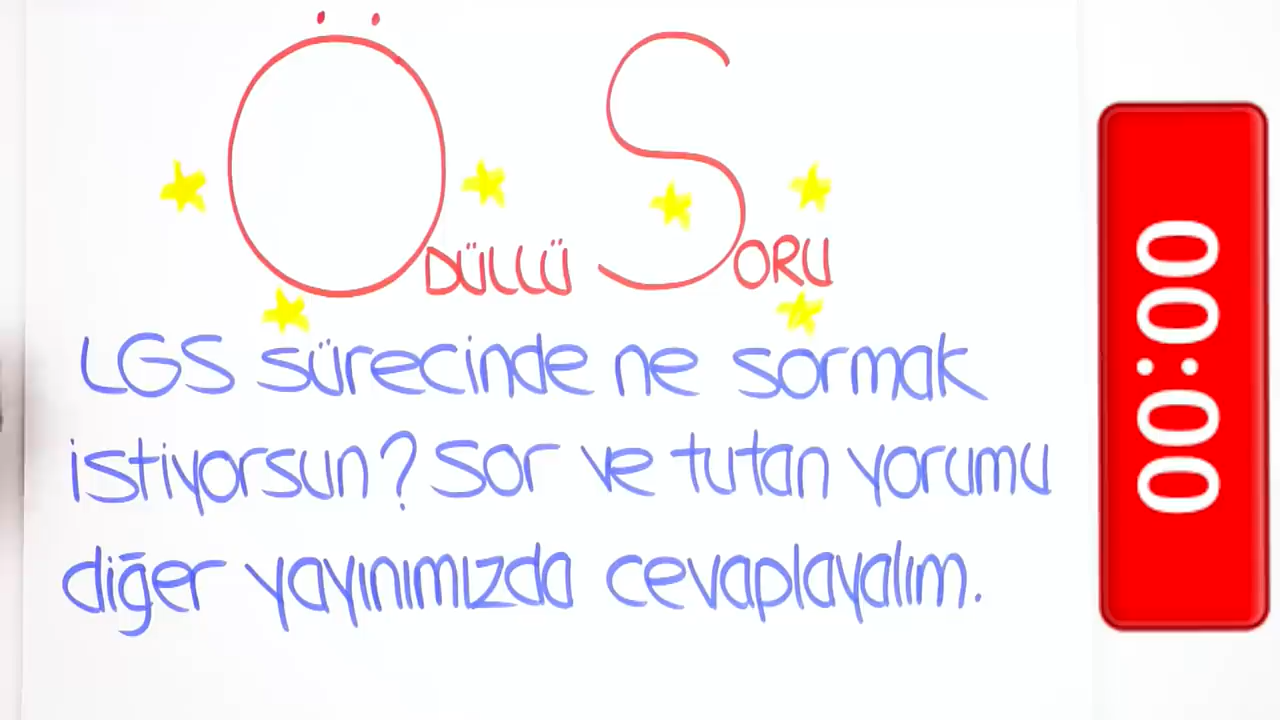 ÖDÜLLÜ SORU
LGS sürecinde ne sormak
istiyorsun? Sor ve tutan yorumu
diğer yayınımızda cevaplayalım.
00:00